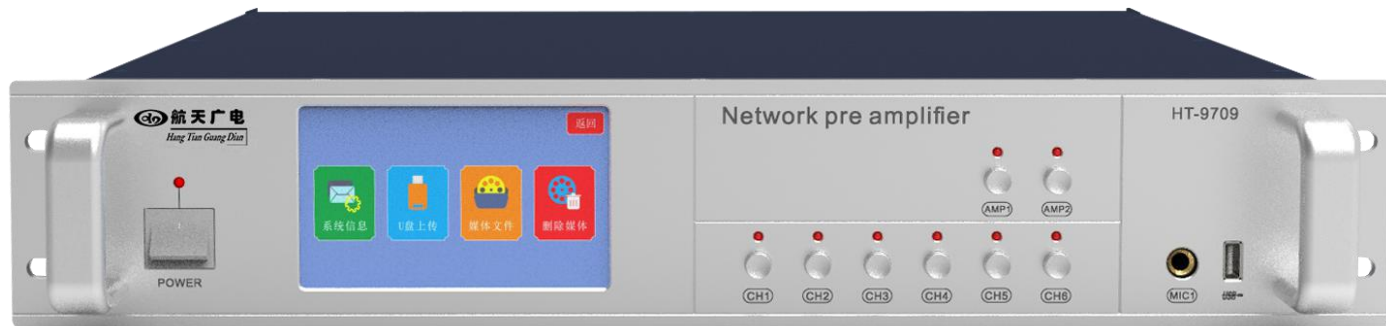 航天广电
Hang Tian Guang Dian
POWER
返回
系统信息
U盘上传
媒体文件
删除媒体
Network pre amplifier
AMP1
AMP2
CH1
CH2
CH3
CH4
CH5
CH6
HT-9709
MIC1
USB